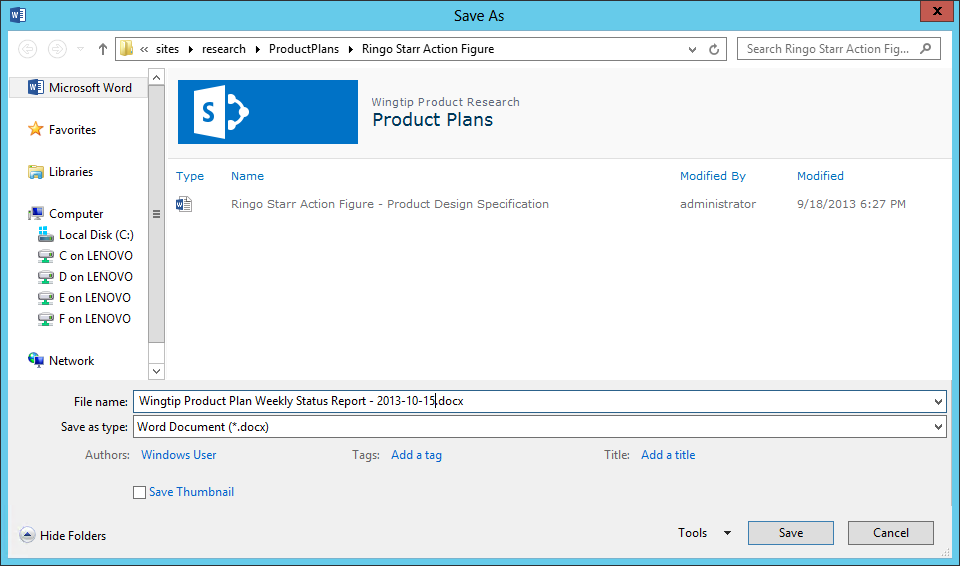 Save As
« sites research ProductPlans Ringo Starr Action Figure
Search Ringo Starr Action Fig...
Microsoft Word
Favorites
Libraries
Computer
Local Disk (C:)
C on LENOVO
D on LENOVO
E on LENOVO
F on LENOVO
Network
S
Wingtip Product Research
Product Plans
Type Name Modified By Modified
Ringo Starr Action Figure - Product Design Specification administrator 9/18/2013 6:27 PM
File name: Wingtip Product Plan Weekly Status Report - 2013-10-15.docx
Save as type: Word Document (*.docx)
Authors: Windows User Tags: Add a tag Title: Add a title
Save Thumbnail
Hide Folders Tools Save Cancel